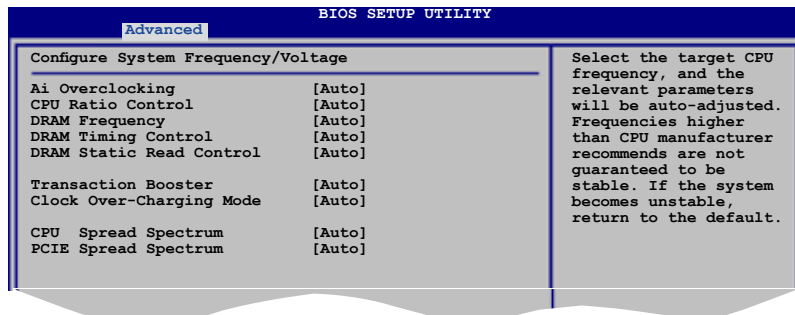 BIOS SETUP UTILITY
Advanced
Configure System Frequency/Voltage
Ai Overclocking [Auto]
CPU Ratio Control [Auto]
DRAM Frequency [Auto]
DRAM Timing Control [Auto]
DRAM Static Read Control [Auto]
Transaction Booster [Auto]
Clock Over-Charging Mode [Auto]
CPU Spread Spectrum [Auto]
PCIE Spread Spectrum [Auto]
Select the target CPU
frequency, and the
relevant parameters
will be auto-adjusted.
Frequencies higher
than CPU manufacturer
recommends are not
guaranteed to be
stable. If the system
becomes unstable,
return to the default.